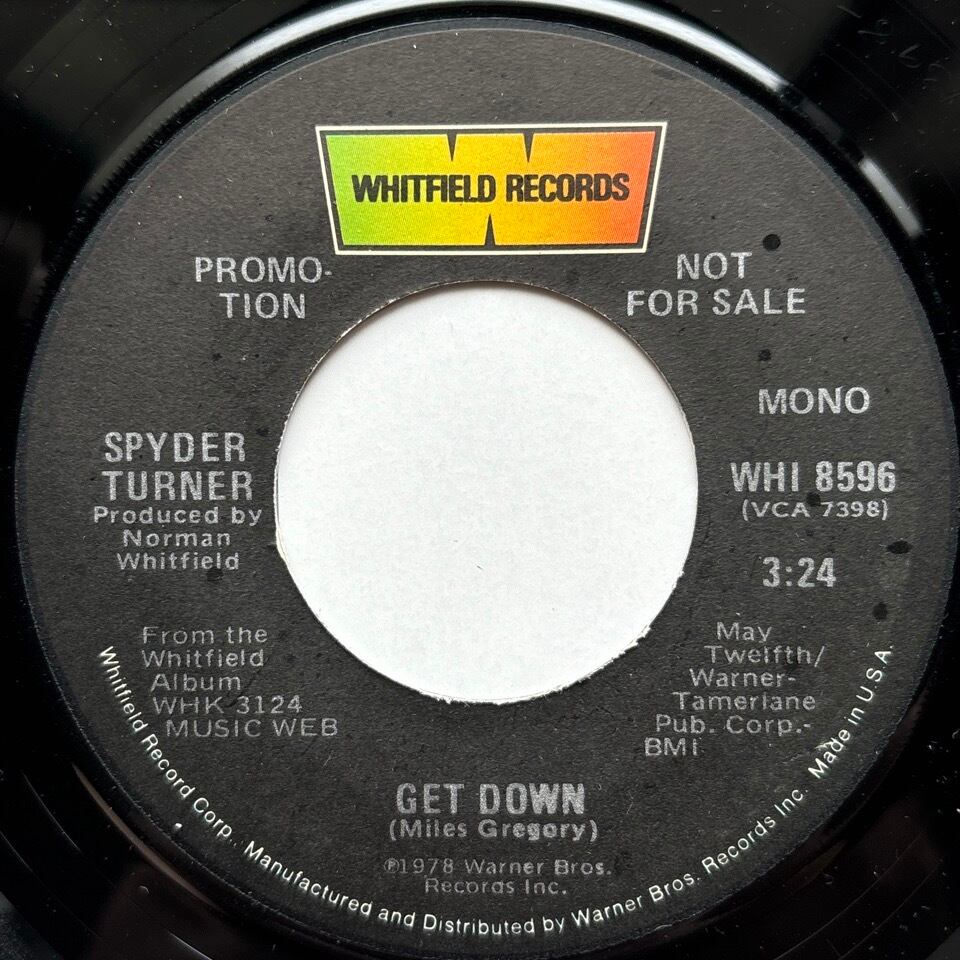 WHITFIELD RECORDS
PROMO-
TION
NOT
FOR SALE
MONO
SPYDER
TURNER
Produced by
Norman
Whitfield
WHI 8596
(VCA 7398)
3:24
From the
Whitfield
Album
WHK 3124
MUSIC WEB
May
Twelfth/
Warner-
Tamerlane
Pub. Corp.-
BMI
GET DOWN
(Miles Gregory)
℗1978 Warner Bros.
Records Inc.
Whitfield Record Corp., Manufactured and Distributed by Warner Bros. Records Inc. Made in U.S.A.